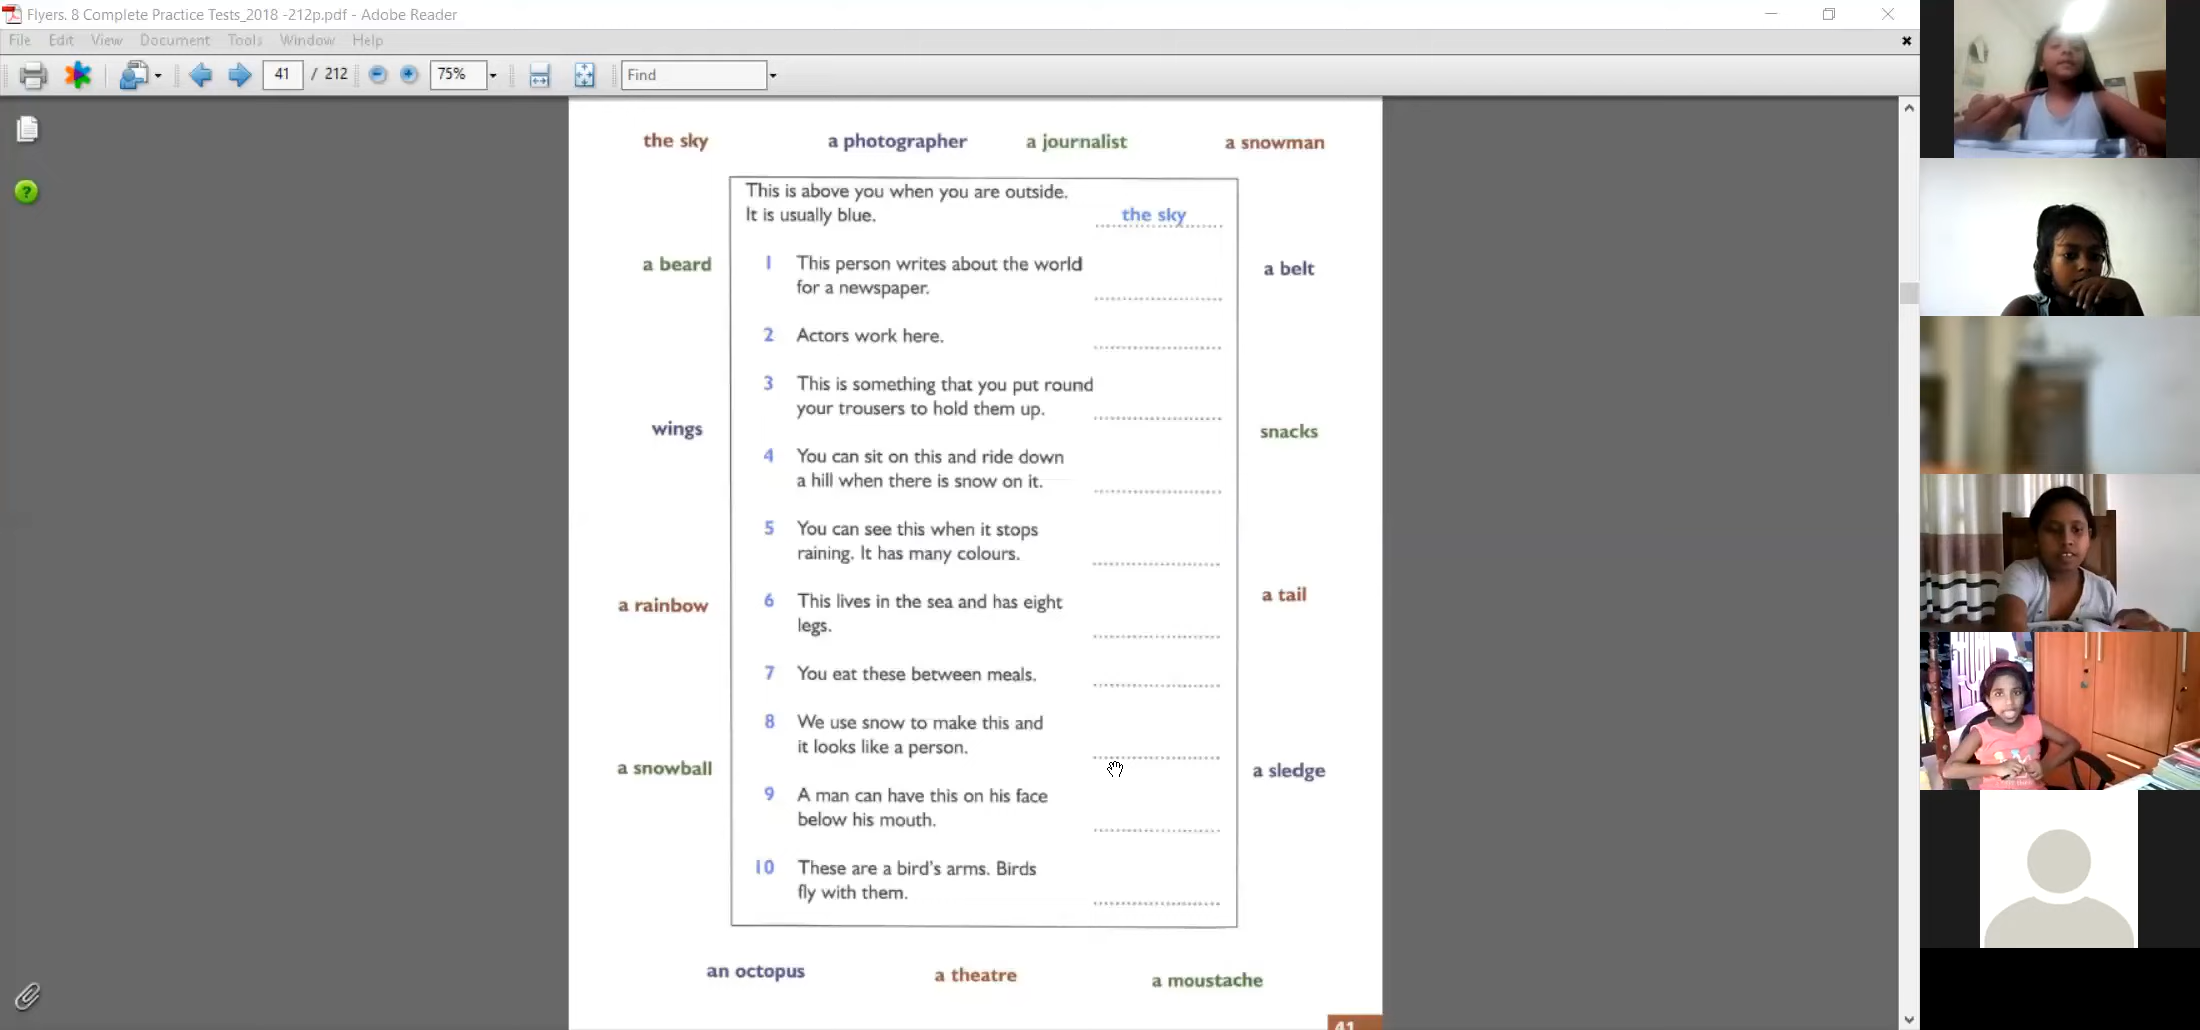 Flyers. 8 Complete Practice Tests_2018 -212p.pdf - Adobe Reader
File Edit View Document Tools Window Help
41 / 212 75% Find
the sky a photographer a journalist a snowman
This is above you when you are outside.
It is usually blue. the sky
a beard 1 This person writes about the world a belt
for a newspaper.
2 Actors work here.
3 This is something that you put round
your trousers to hold them up.
wings snacks
4 You can sit on this and ride down
a hill when there is snow on it.
5 You can see this when it stops
raining. It has many colours.
a rainbow 6 This lives in the sea and has eight a tail
legs.
7 You eat these between meals.
8 We use snow to make this and
it looks like a person.
a snowball a sledge
9 A man can have this on his face
below his mouth.
10 These are a bird's arms. Birds
fly with them.
an octopus a theatre a moustache
41